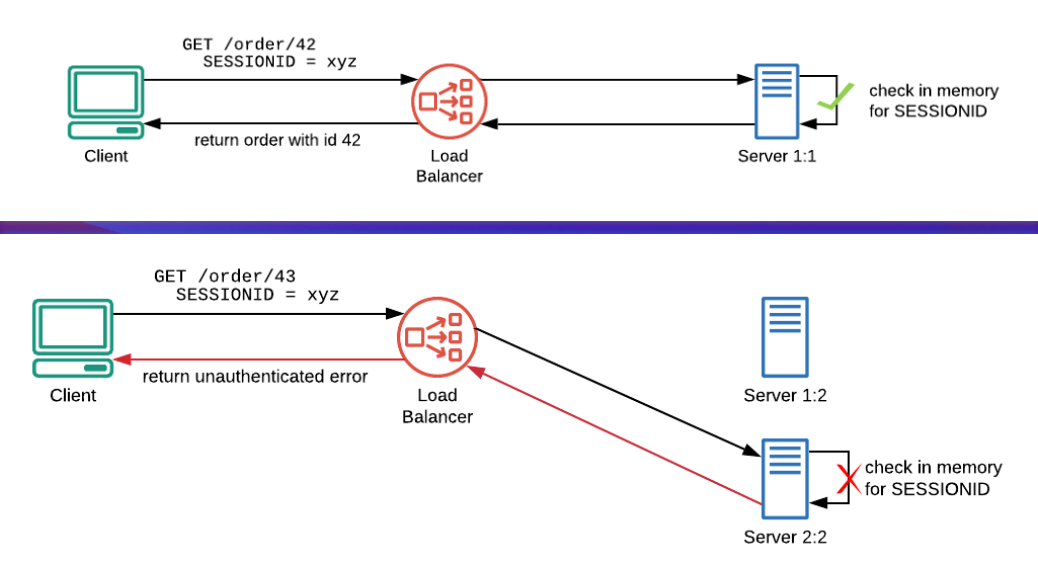 GET /order/42
SESSIONID = xyz
check in memory
for SESSIONID
return order with id 42
Client
Load
Balancer
Server 1:1
GET /order/43
SESSIONID = xyz
return unauthenticated error
Client
Load
Balancer
Server 1:2
check in memory
for SESSIONID
Server 2:2